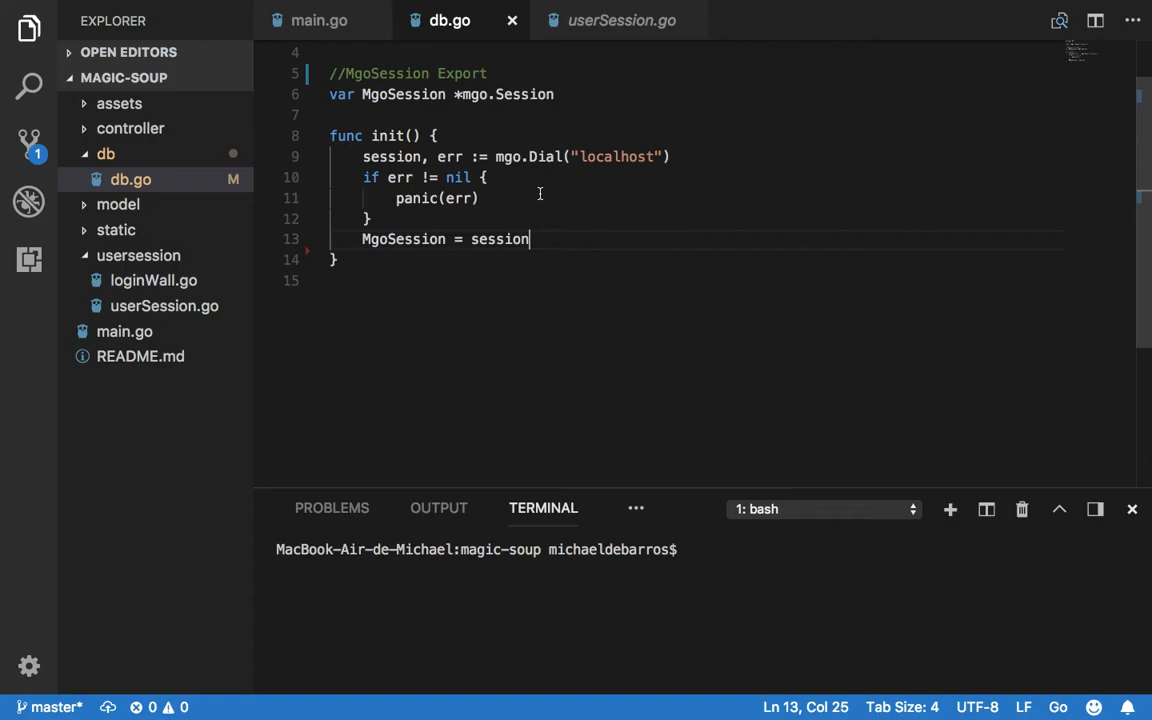 EXPLORER
OPEN EDITORS
MAGIC-SOUP
assets
controller
db
db.go M
model
static
usersession
loginWall.go
userSession.go
main.go
README.md
1
main.go db.go userSession.go
4
5 //MgoSession Export
6 var MgoSession *mgo.Session
7
8 func init() {
9 session, err := mgo.Dial("localhost")
10 if err != nil {
11 panic(err)
12 }
13 MgoSession = session
14 }
15
PROBLEMS OUTPUT TERMINAL ••• 1: bash
MacBook-Air-de-Michael:magic-soup michaeldebarros$
master* 0 0 Ln 13, Col 25 Tab Size: 4 UTF-8 LF Go